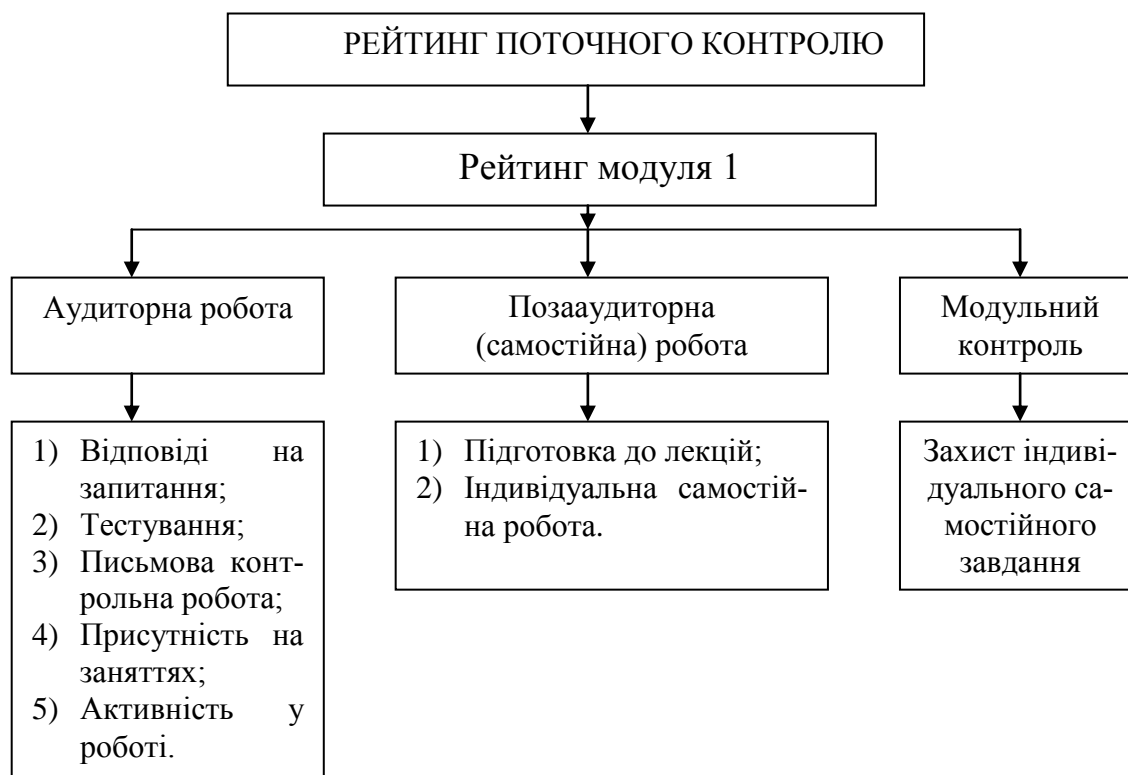 РЕЙТИНГ ПОТОЧНОГО КОНТРОЛЮ
Рейтинг модуля 1
Аудиторна робота
Позааудиторна
(самостійна) робота
Модульний
контроль
1) Відповіді на
запитання;
2) Тестування;
3) Письмова конт-
рольна робота;
4) Присутність на
заняттях;
5) Активність у
роботі.
1) Підготовка до лекцій;
2) Індивідуальна самостій-
на робота.
Захист індиві-
дуального са-
мостійного
завдання